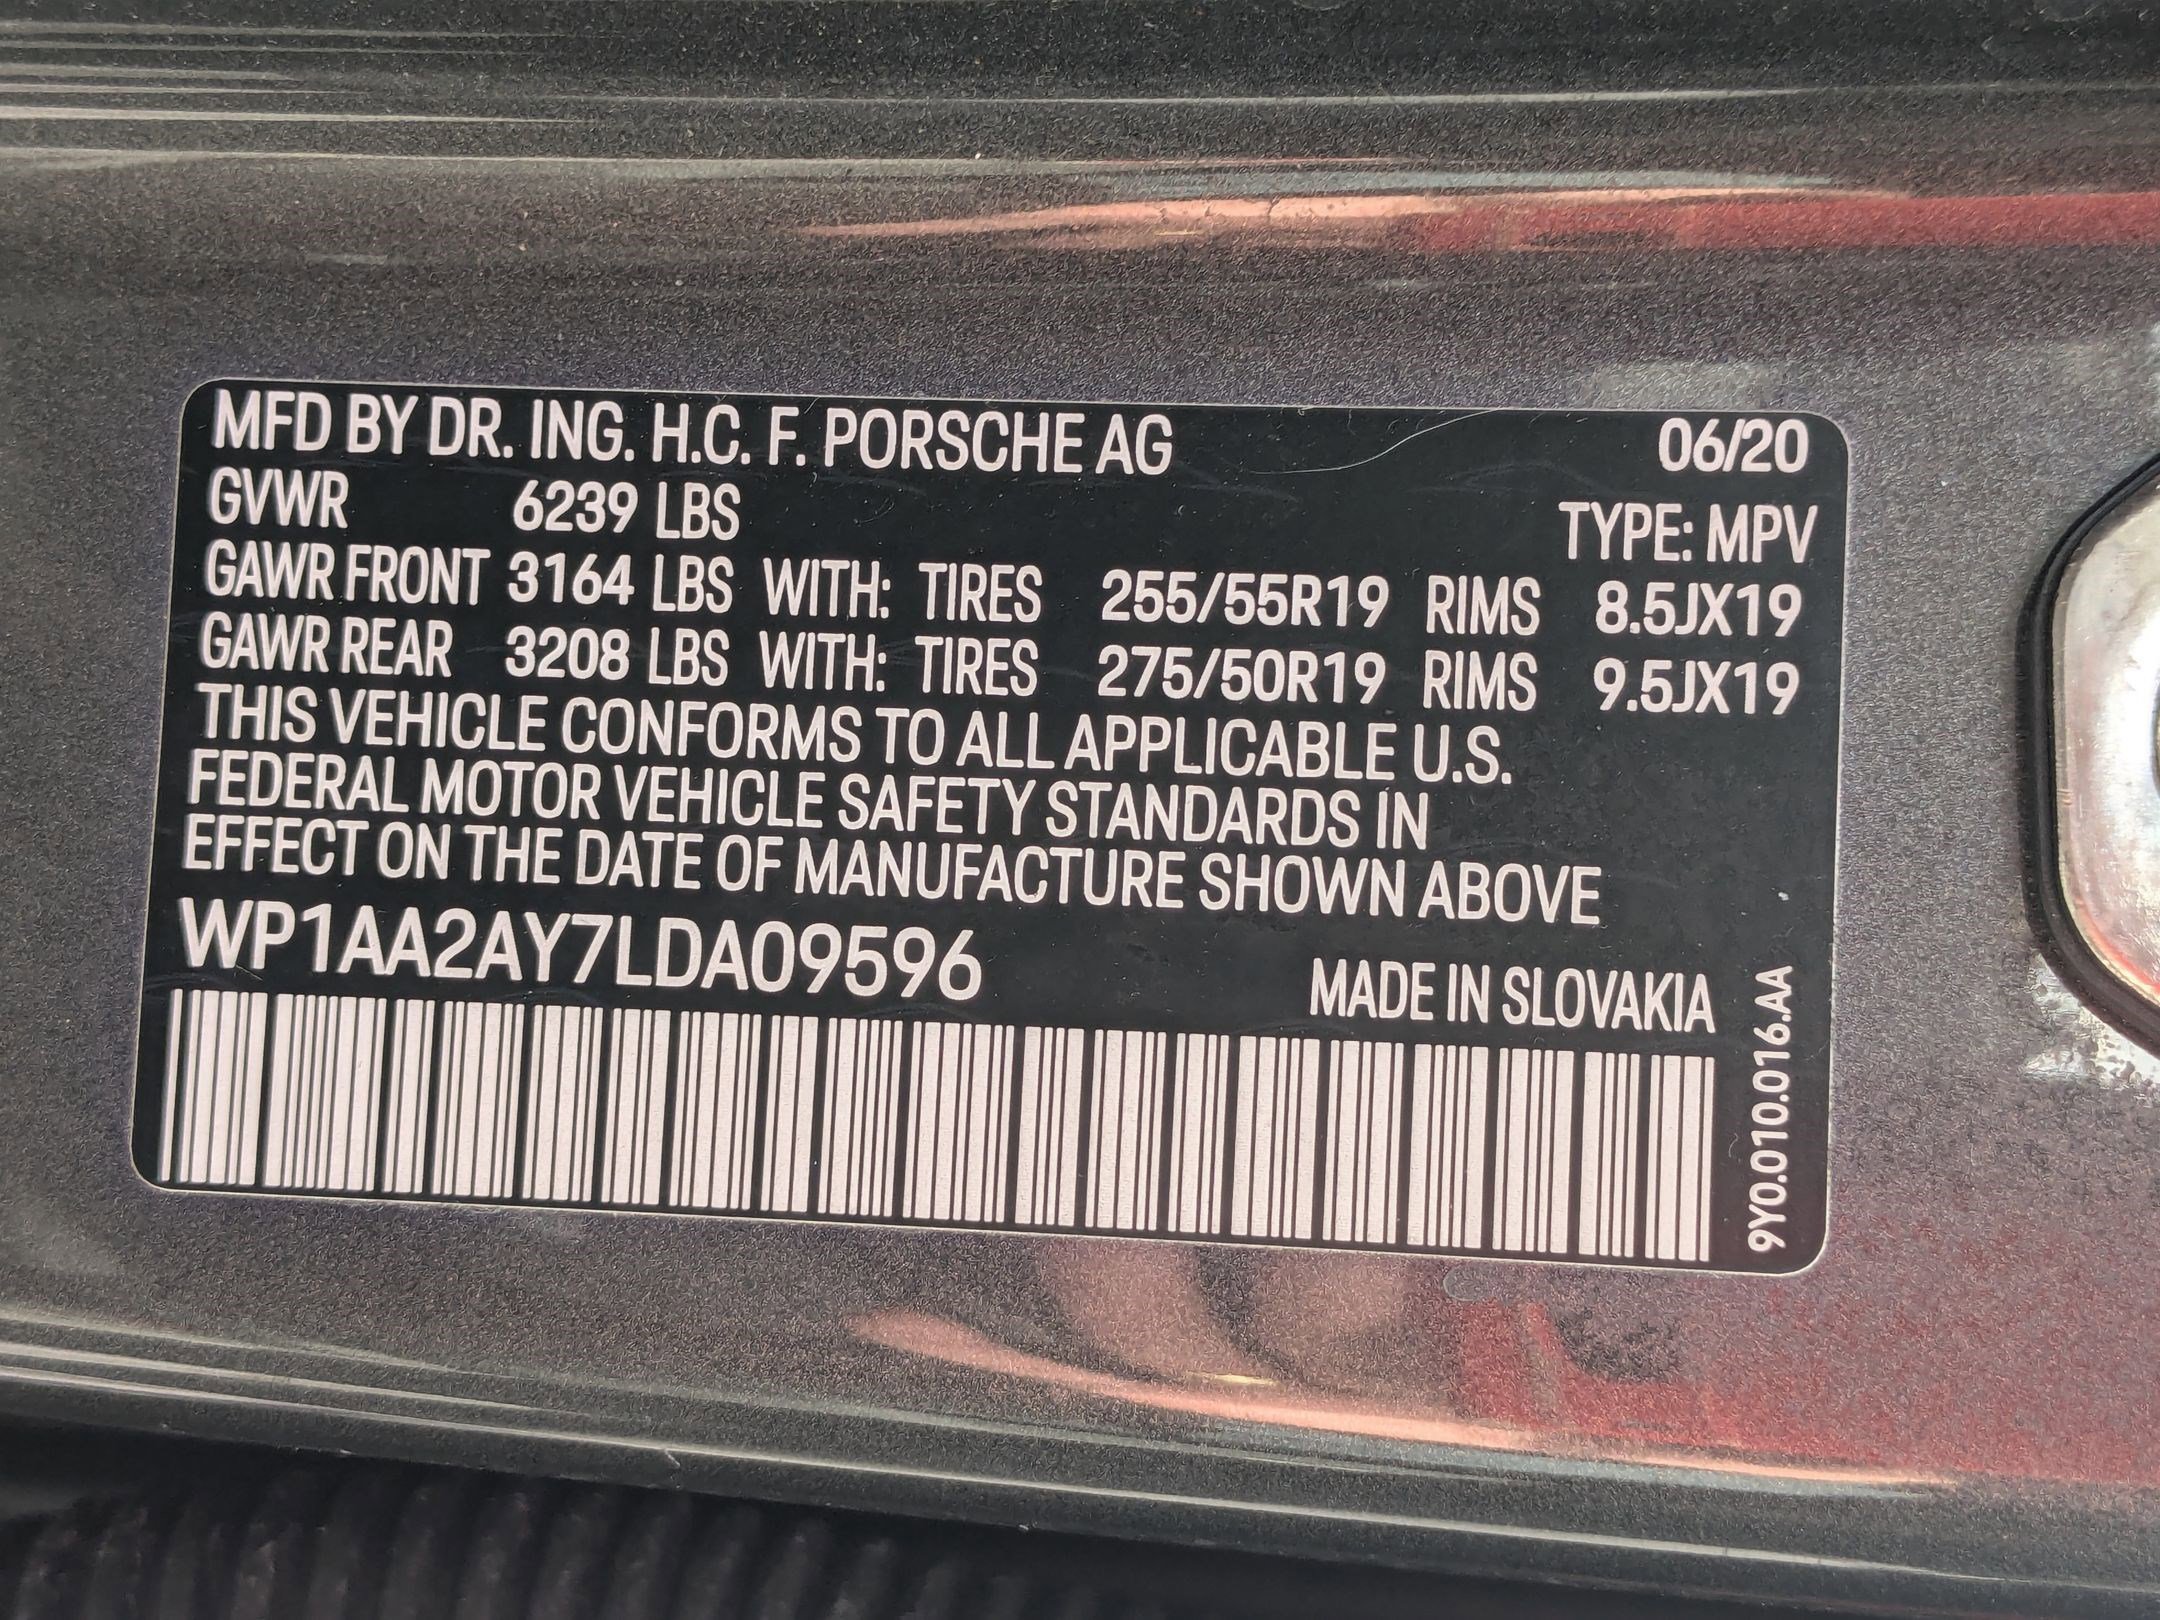 MFD BY DR. ING. H.C. F. PORSCHE AG 06/20
GVWR 6239 LBS TYPE: MPV
GAWR FRONT 3164 LBS WITH: TIRES 255/55R19 RIMS 8.5JX19
GAWR REAR 3208 LBS WITH: TIRES 275/50R19 RIMS 9.5JX19
THIS VEHICLE CONFORMS TO ALL APPLICABLE U.S.
FEDERAL MOTOR VEHICLE SAFETY STANDARDS IN
EFFECT ON THE DATE OF MANUFACTURE SHOWN ABOVE
WP1AA2AY7LDA09596
MADE IN SLOVAKIA
9Y0.010.016.AA